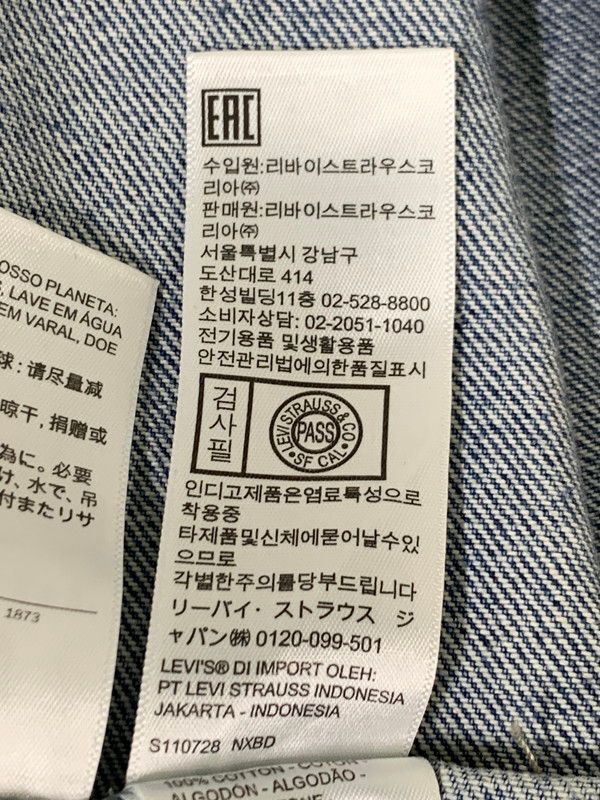 EAC
수입원:리바이스트라우스코
리아㈜
판매원:리바이스트라우스코
리아㈜
서울특별시 강남구
도산대로 414
한성빌딩11층 02-528-8800
소비자상담: 02-2051-1040
전기용품 및생활용품
안전관리법에의한품질표시
검사필
LEVI STRAUSS & CO.
PASS
SF CAL
인디고제품은염료특성으로
착용중
타제품및신체에묻어날수있
으므로
각별한주의를당부드립니다
リーバイ・ストラウス ジ
ャパン㈱ 0120-099-501
LEVI'S® DI IMPORT OLEH:
PT LEVI STRAUSS INDONESIA
JAKARTA - INDONESIA
S110728 NXBD
OSSO PLANETA:
LAVE EM ÁGUA
EM VARAL, DOE
球: 请尽量减
晾干, 捐赠或
為に。必要
け、水で、吊
付またリサ
1873
100% COTTON - COTON -
ALGODON - ALGODÃO -